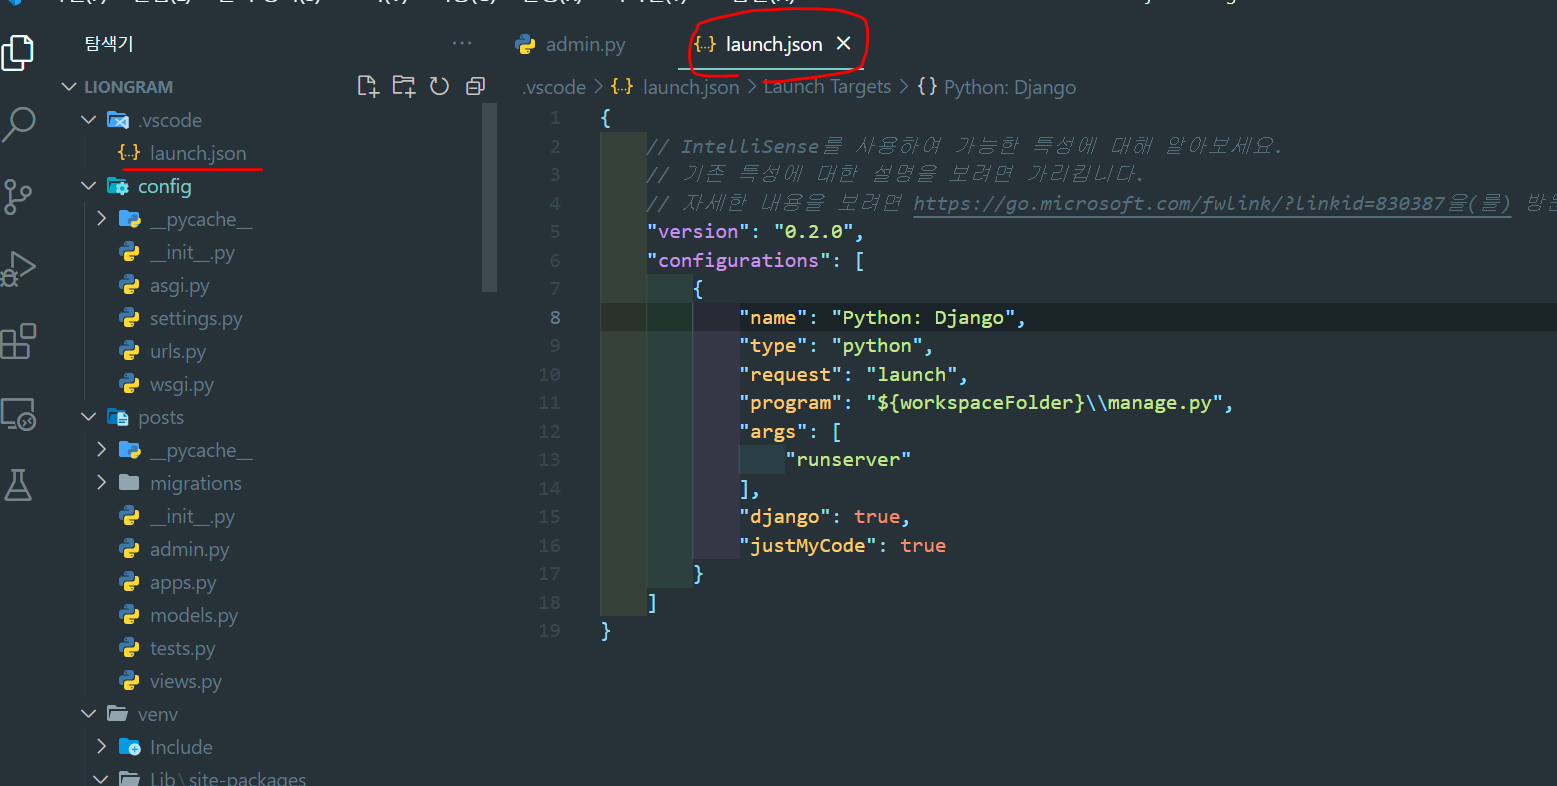 탐색기
LIONGRAM
.vscode
launch.json
config
__pycache__
__init__.py
asgi.py
settings.py
urls.py
wsgi.py
posts
__pycache__
migrations
__init__.py
admin.py
apps.py
models.py
tests.py
views.py
venv
Include
Lib\site-packages
admin.py
launch.json
.vscode > launch.json > Launch Targets > {} Python: Django
1 {
2 // IntelliSense를 사용하여 가능한 특성에 대해 알아보세요.
3 // 기존 특성에 대한 설명을 보려면 가리킵니다.
4 // 자세한 내용을 보려면 https://go.microsoft.com/fwlink/?linkid=830387을(를)
5 "version": "0.2.0",
6 "configurations": [
7 {
8 "name": "Python: Django",
9 "type": "python",
10 "request": "launch",
11 "program": "${workspaceFolder}\\manage.py",
12 "args": [
13 "runserver"
14 ],
15 "django": true,
16 "justMyCode": true
17 }
18 ]
19 }